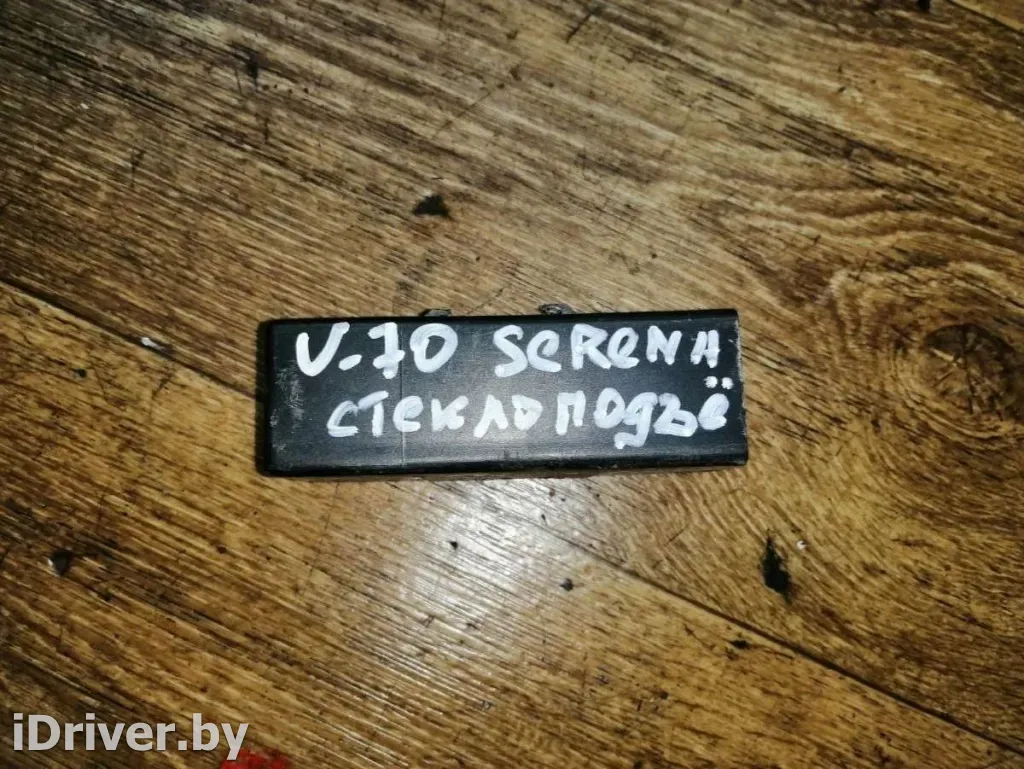 V-70 SeReNA
стеклоподъё
iDriver.by